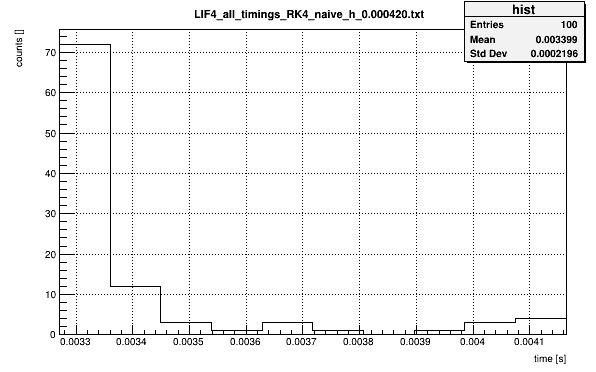 LIF4_all_timings_RK4_naive_h_0.000420.txt
hist
Entries 100
Mean 0.003399
Std Dev 0.0002196
counts []
70
60
50
40
30
20
10
0
0.0033 0.0034 0.0035 0.0036 0.0037 0.0038 0.0039 0.004 0.0041
time [s]